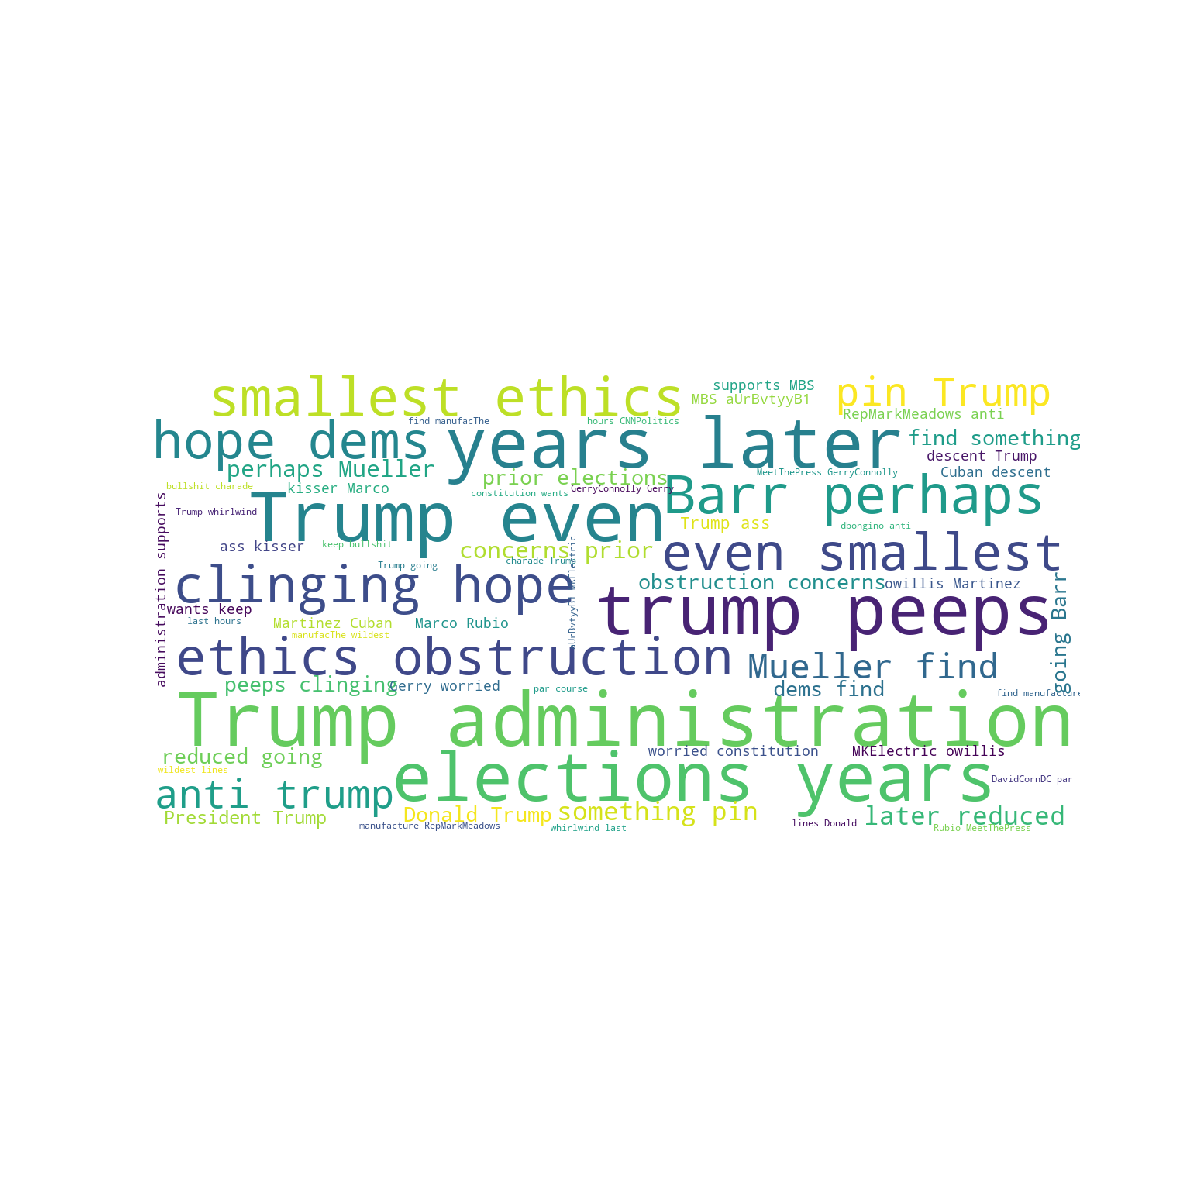 smallest ethics
supports MBS
pin Trump
MBS aUrBvtyyB1
RepMarkMeadows anti
find manufacThe
hours CNNPolitics
hope dems
years later
find something
descent Trump
perhaps Mueller
prior elections
MeetThePress GerryConnolly
Cuban descent
bullshit charade
kisser Marco
constitution wants
GerryConnolly Gerry
Barr perhaps
Trump whirlwind
Trump even
Trump ass
dbongino anti
ass kisser
keep bullshit
concerns prior
even smallest
charade Trump
Trump going
clinging hope
obstruction concerns
owillis Martinez
administration supports
wants keep
trump peeps
going Barr
last hours
Martinez Cuban
Marco Rubio
manufacThe wildest
ethics obstruction
Mueller find
peeps clinging
Gerry worried
par course
dems find
find manufacture
Trump administration
reduced going
worried constitution
MKElectric owillis
wildest lines
elections years
DavidCornDC par
anti trump
President Trump
Donald Trump
something pin
later reduced
manufacture RepMarkMeadows
whirlwind last
lines Donald
Rubio MeetThePress